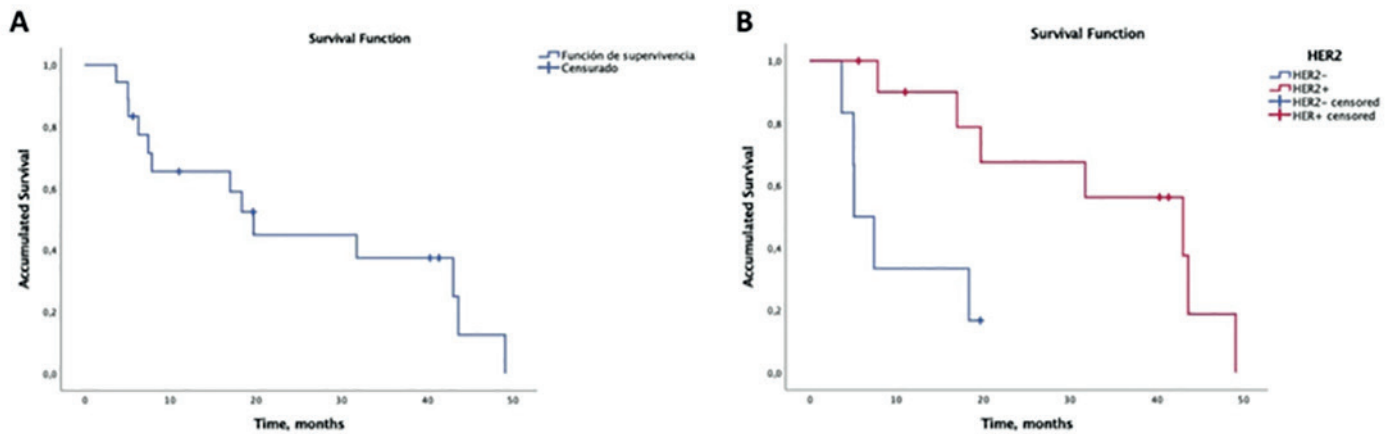 A
Survival Function
Función de supervivencia
Censurado
1,0
0,8
0,6
0,4
0,2
0,0
Accumulated Survival
0 10 20 30 40 50
Time, months
B
Survival Function
HER2
HER2−
HER2+
HER2− censored
HER+ censored
1,0
0,8
0,6
0,4
0,2
0,0
Accumulated Survival
0 10 20 30 40 50
Time, months